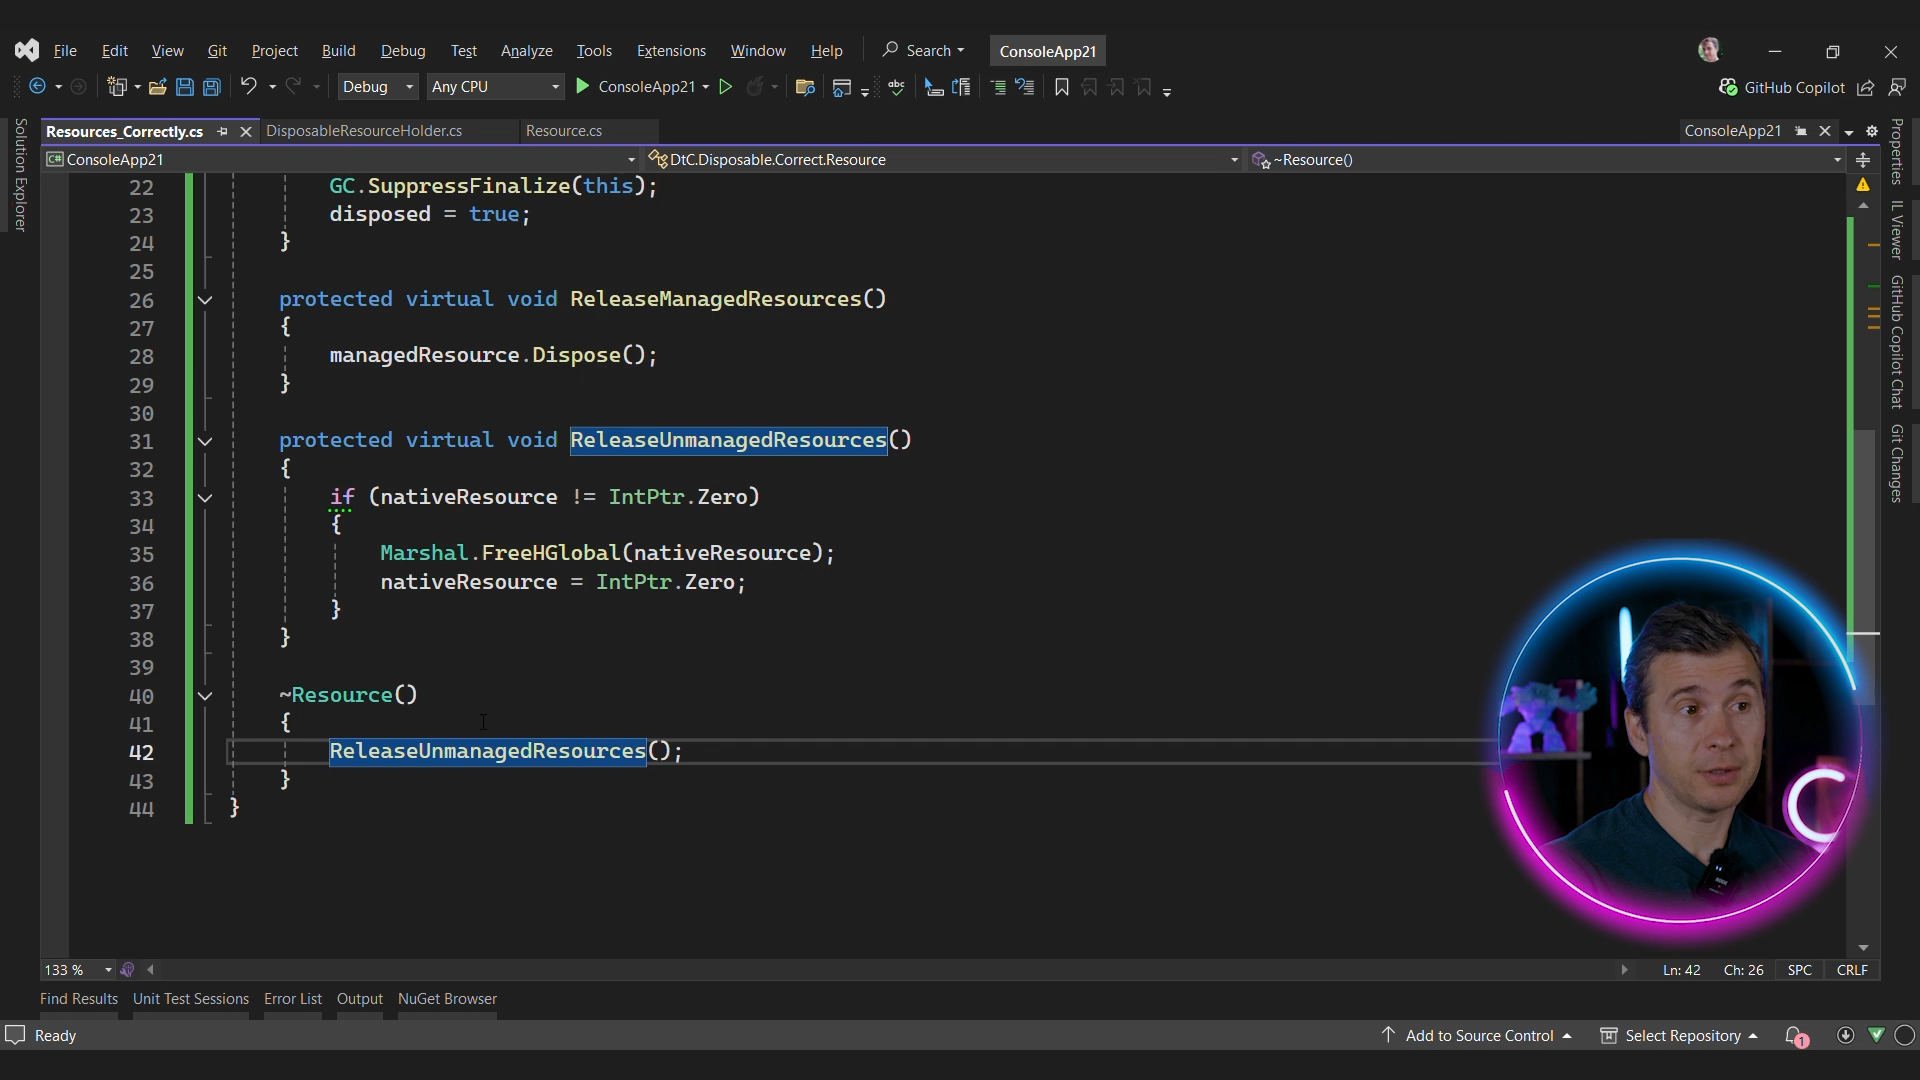 File Edit View Git Project Build Debug Test Analyze Tools Extensions Window Help Search ConsoleApp21
Debug Any CPU ConsoleApp21 abc GitHub Copilot
Resources_Correctly.cs DisposableResourceHolder.cs Resource.cs ConsoleApp21
C# ConsoleApp21 DtC.Disposable.Correct.Resource ~Resource()
Solution Explorer
Properties
IL Viewer
GitHub Copilot Chat
Git Changes
22 GC.SuppressFinalize(this);
23 disposed = true;
24 }
25
26 protected virtual void ReleaseManagedResources()
27 {
28 managedResource.Dispose();
29 }
30
31 protected virtual void ReleaseUnmanagedResources()
32 {
33 if (nativeResource != IntPtr.Zero)
34 {
35 Marshal.FreeHGlobal(nativeResource);
36 nativeResource = IntPtr.Zero;
37 }
38 }
39
40 ~Resource()
41 {
42 ReleaseUnmanagedResources();
43 }
44 }
133 % Ln: 42 Ch: 26 SPC CRLF
Find Results Unit Test Sessions Error List Output NuGet Browser
Ready Add to Source Control Select Repository 1